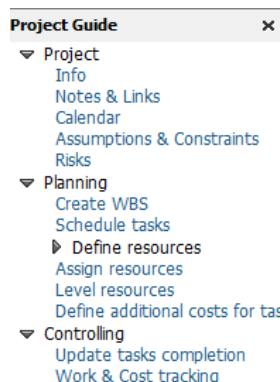 Project Guide
Project
Info
Notes & Links
Calendar
Assumptions & Constraints
Risks
Planning
Create WBS
Schedule tasks
Define resources
Assign resources
Level resources
Define additional costs for tas
Controlling
Update tasks completion
Work & Cost tracking